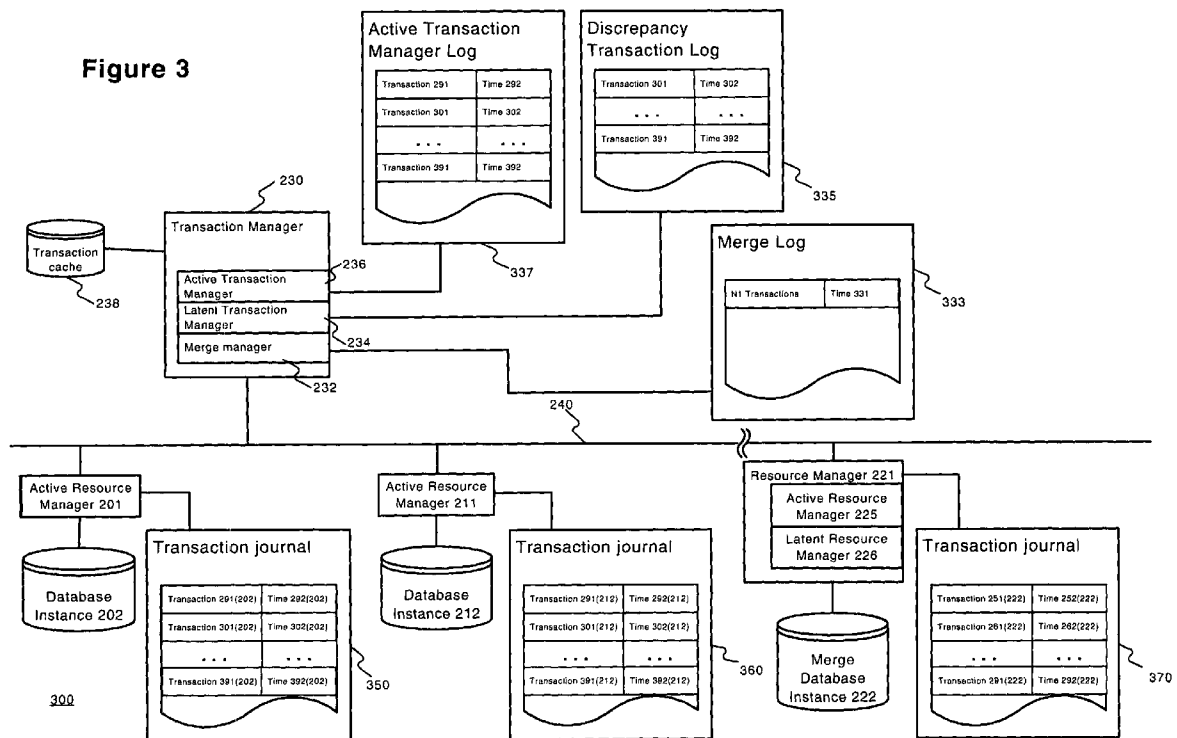 Figure 3
Active Transaction
Manager Log
Transaction 291 Time 292
Transaction 301 Time 302
... ...
Transaction 391 Time 392
337
Discrepancy
Transaction Log
Transaction 301 Time 302
... ...
Transaction 391 Time 392
335
230
Transaction Manager
Transaction
cache
238
236
Active Transaction
Manager
Latent Transaction
Manager
234
Merge manager
232
Merge Log
N1 Transactions Time 331
333
240
Active Resource
Manager 201
Database
Instance 202
Transaction journal
Transaction 291(202) Time 292(202)
Transaction 301(202) Time 302(202)
... ...
Transaction 391(202) Time 392(202)
350
Active Resource
Manager 211
Database
Instance 212
Transaction journal
Transaction 291(212) Time 292(212)
Transaction 301(212) Time 302(212)
... ...
Transaction 391(212) Time 392(212)
360
Resource Manager 221
Active Resource
Manager 225
Latent Resource
Manager 226
Merge
Database
Instance 222
Transaction journal
Transaction 251(222) Time 252(222)
Transaction 261(222) Time 262(222)
... ...
Transaction 291(222) Time 292(222)
370
300